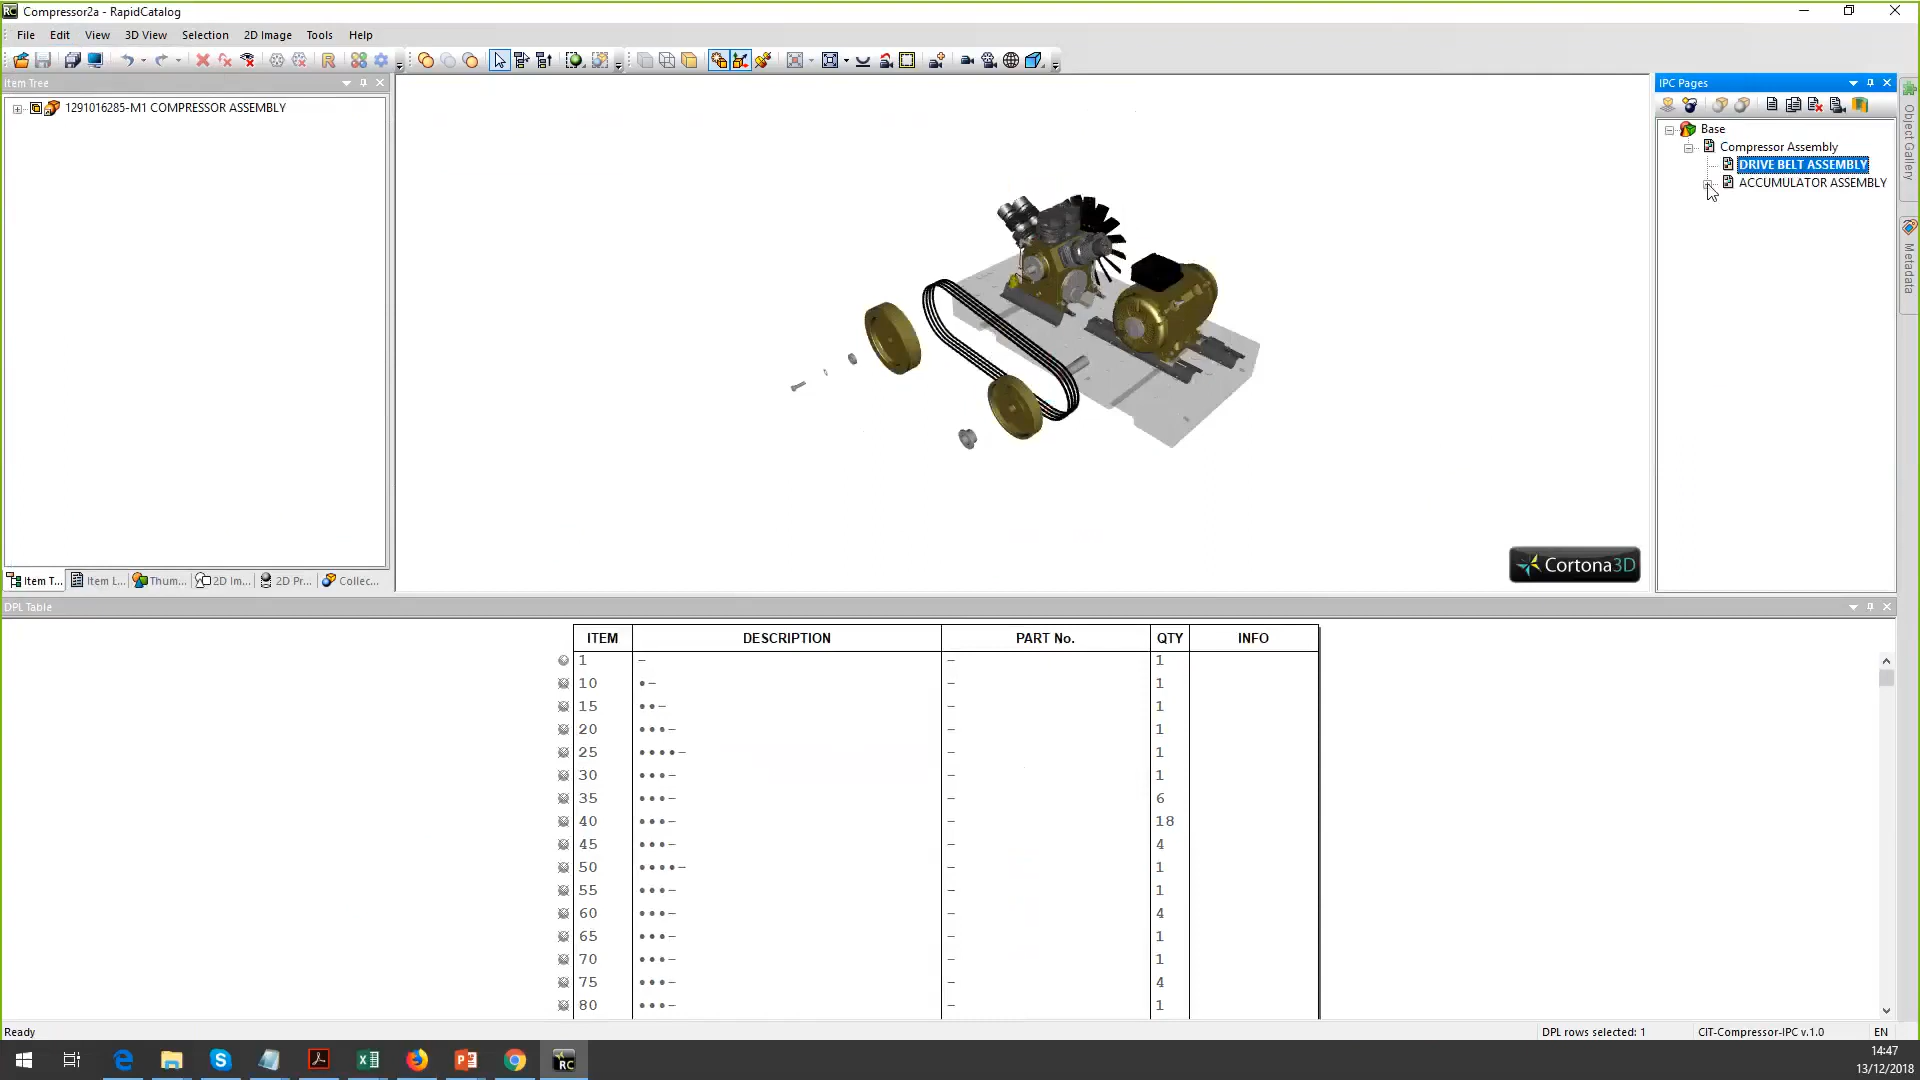 Compressor2a - RapidCatalog
File Edit View 3D View Selection 2D Image Tools Help
Item Tree
1291016285-M1 COMPRESSOR ASSEMBLY
Item T... Item L... Thum... 2D Im... 2D Pr... Collec...
Cortona3D
IPC Pages
Base
Compressor Assembly
DRIVE BELT ASSEMBLY
ACCUMULATOR ASSEMBLY
Object Gallery
Metadata
DPL Table
ITEM DESCRIPTION PART No. QTY INFO
1 - - 1
10 •- - 1
15 ••- - 1
20 •••- - 1
25 ••••- - 1
30 •••- - 1
35 •••- - 6
40 •••- - 18
45 •••- - 4
50 ••••- - 1
55 •••- - 1
60 •••- - 4
65 •••- - 1
70 •••- - 1
75 •••- - 4
80 •••- - 1
Ready DPL rows selected: 1 CIT-Compressor-IPC v.1.0 EN
14:47
13/12/2018